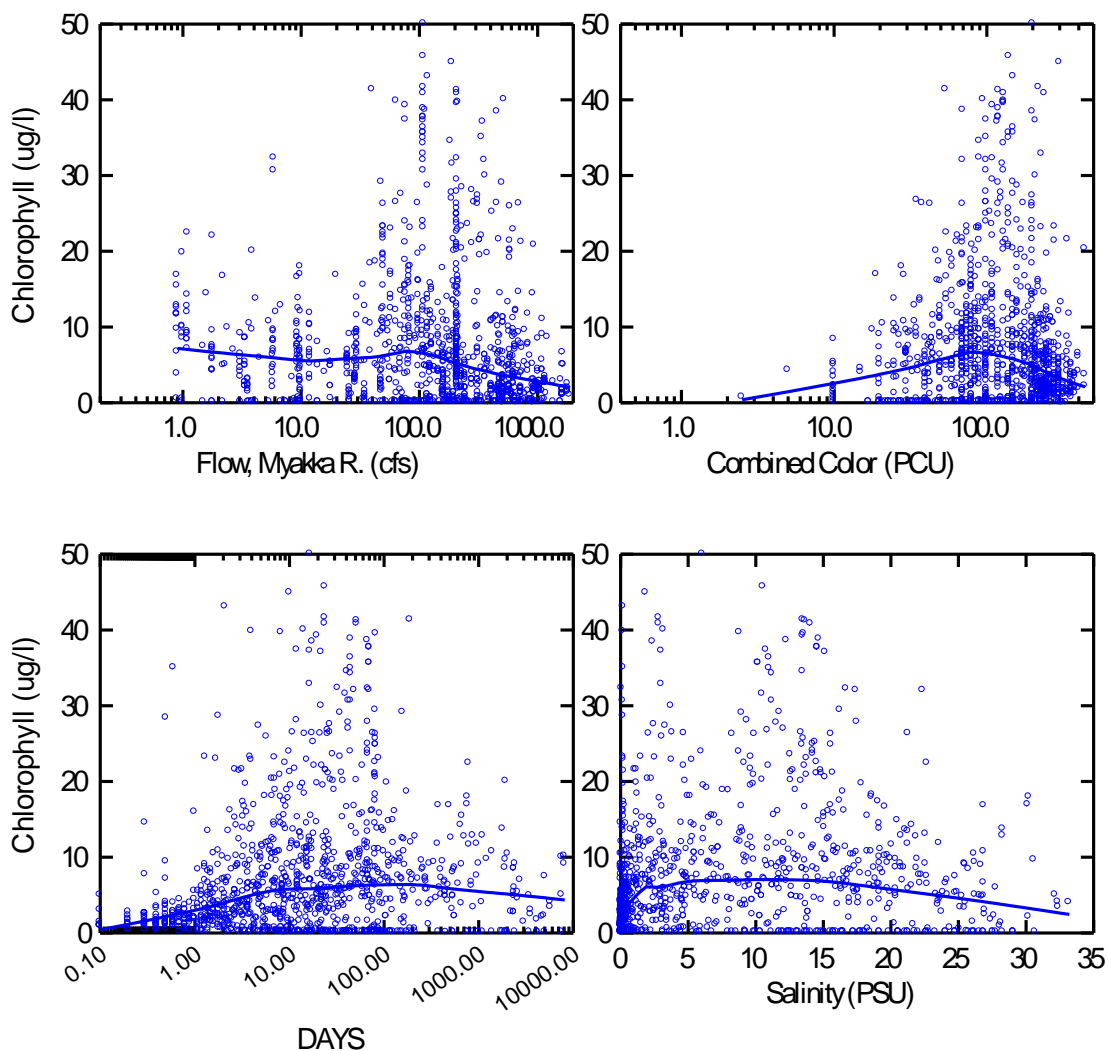 50
40
30
20
10
0
Chlorophyll (ug/l)
1.0 10.0 100.0 1000.0
Flow, Myakka R. (cfs)
50
40
30
20
10
0
1.0 10.0 100.0
Combined Color (PCU)
50
40
30
20
10
0
Chlorophyll (ug/l)
0.10 1.00 10.00 100.00 1000.00 10000.00
DAYS
50
40
30
20
10
0
0 5 10 15 20 25 30 35
Salinity (PSU)